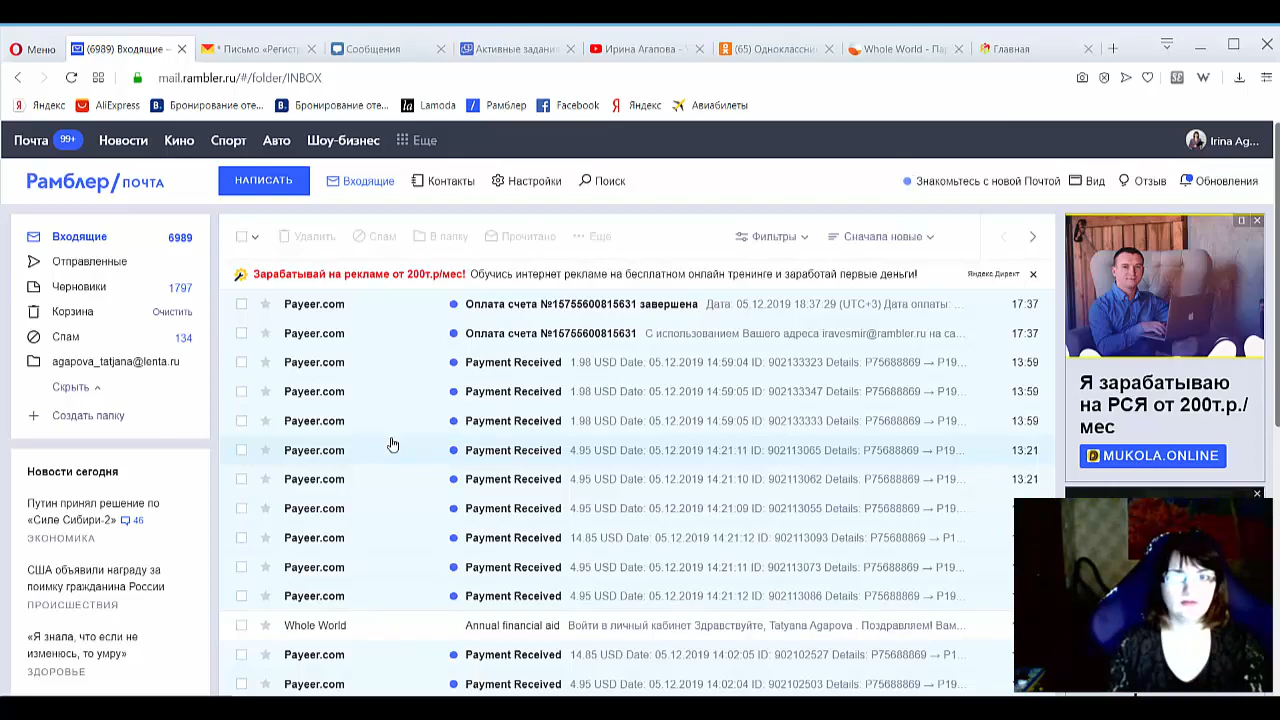 Меню
(6989) Входящие –
* Письмо «Регист
Сообщения
Активные задани
Ирина Агапова -
(65) Одноклассни
Whole World - Па
Главная
mail.rambler.ru/#/folder/INBOX
Яндекс
AliExpress
Бронирование оте...
Бронирование оте...
Lamoda
Рамблер
Facebook
Яндекс
Авиабилеты
Почта 99+ Новости Кино Спорт Авто Шоу-бизнес Еще
Irina Ag...
Рамблер/ПОЧТА
НАПИСАТЬ
Входящие Контакты Настройки Поиск
Знакомьтесь с новой Почтой Вид Отзыв Обновления
Входящие 6989
Отправленные
Черновики 1797
Корзина Очистить
Спам 134
agapova_tatjana@lenta.ru
Скрыть
Создать папку
Новости сегодня
Путин принял решение по
«Силе Сибири-2» 46
ЭКОНОМИКА
США объявили награду за
поимку гражданина России
ПРОИСШЕСТВИЯ
«Я знала, что если не
изменюсь, то умру»
ЗДОРОВЬЕ
Удалить Спам В папку Прочитано ... Ещё Фильтры Сначала новые
Зарабатывай на рекламе от 200т.р/мес! Обучись интернет рекламе на бесплатном онлайн тренинге и заработай первые деньги! Яндекс Директ
Payeer.com Оплата счета №15755600815631 завершена Дата: 05.12.2019 18:37:29 (UTC+3) Дата оплаты: ... 17:37
Payeer.com Оплата счета №15755600815631 С использованием Вашего адреса iravesmir@rambler.ru на са... 17:37
Payeer.com Payment Received 1.98 USD Date: 05.12.2019 14:59:04 ID: 902133323 Details: P75688869 → P19... 13:59
Payeer.com Payment Received 1.98 USD Date: 05.12.2019 14:59:05 ID: 902133347 Details: P75688869 → P19... 13:59
Payeer.com Payment Received 1.98 USD Date: 05.12.2019 14:59:05 ID: 902133333 Details: P75688869 → P19... 13:59
Payeer.com Payment Received 4.95 USD Date: 05.12.2019 14:21:11 ID: 902113065 Details: P75688869 → P19... 13:21
Payeer.com Payment Received 4.95 USD Date: 05.12.2019 14:21:10 ID: 902113062 Details: P75688869 → P19... 13:21
Payeer.com Payment Received 4.95 USD Date: 05.12.2019 14:21:09 ID: 902113055 Details: P75688869 → P19...
Payeer.com Payment Received 14.85 USD Date: 05.12.2019 14:21:12 ID: 902113093 Details: P75688869 → P1...
Payeer.com Payment Received 4.95 USD Date: 05.12.2019 14:21:11 ID: 902113073 Details: P75688869 → P19...
Payeer.com Payment Received 4.95 USD Date: 05.12.2019 14:21:12 ID: 902113086 Details: P75688869 → P19...
Whole World Annual financial aid Войти в личный кабинет Здравствуйте, Tatyana Agapova . Поздравляем! Вам...
Payeer.com Payment Received 14.85 USD Date: 05.12.2019 14:02:05 ID: 902102527 Details: P75688869 → P1...
Payeer.com Payment Received 4.95 USD Date: 05.12.2019 14:02:04 ID: 902102503 Details: P75688869 → P19...
Я зарабатываю
на РСЯ от 200т.р./
мес
MUKOLA.ONLINE